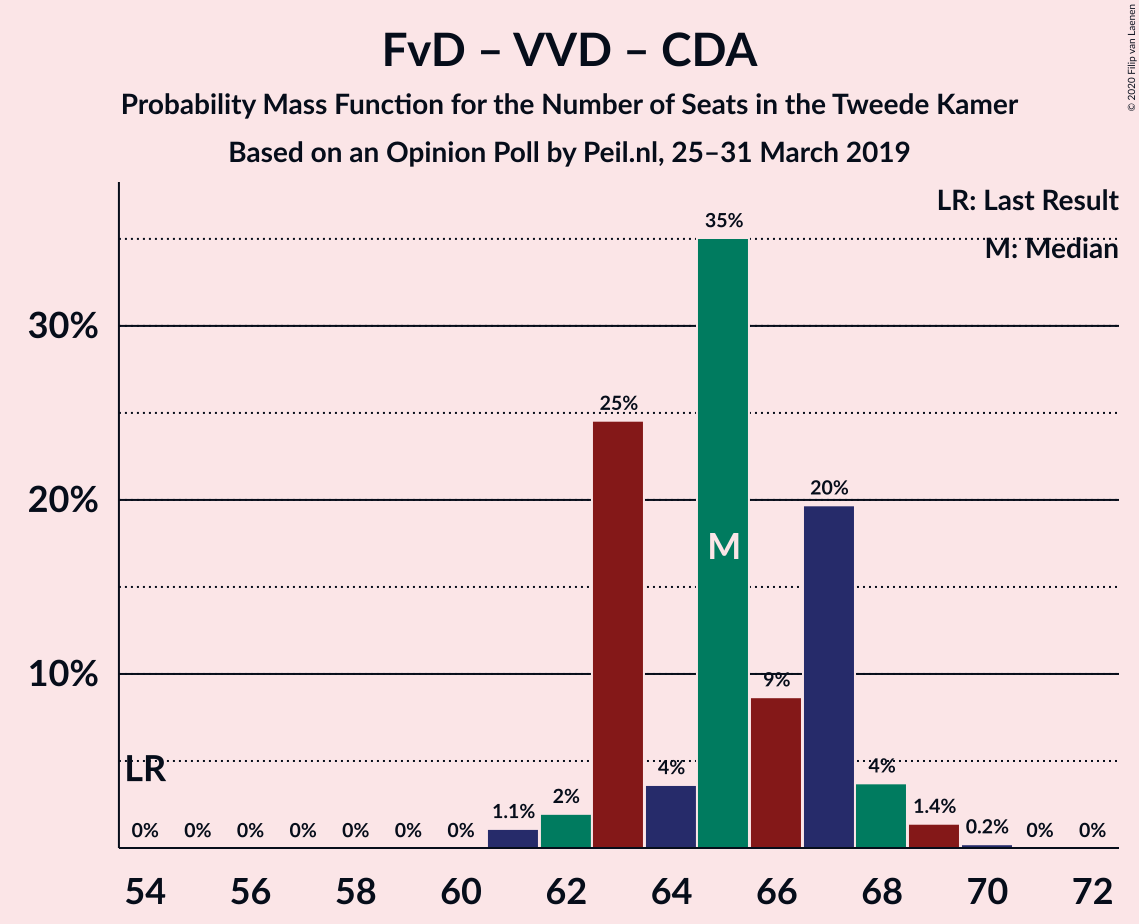 FvD – VVD – CDA
Probability Mass Function for the Number of Seats in the Tweede Kamer
Based on an Opinion Poll by Peil.nl, 25–31 March 2019
© 2020 Filip van Laenen
LR: Last Result
M: Median
35%
30%
25%
20%
20%
M
10%
9%
LR
4%
4%
2%
1.1%
1.4%
0.2%
0% 0% 0% 0% 0% 0% 0% 0% 0%
54 56 58 60 62 64 66 68 70 72